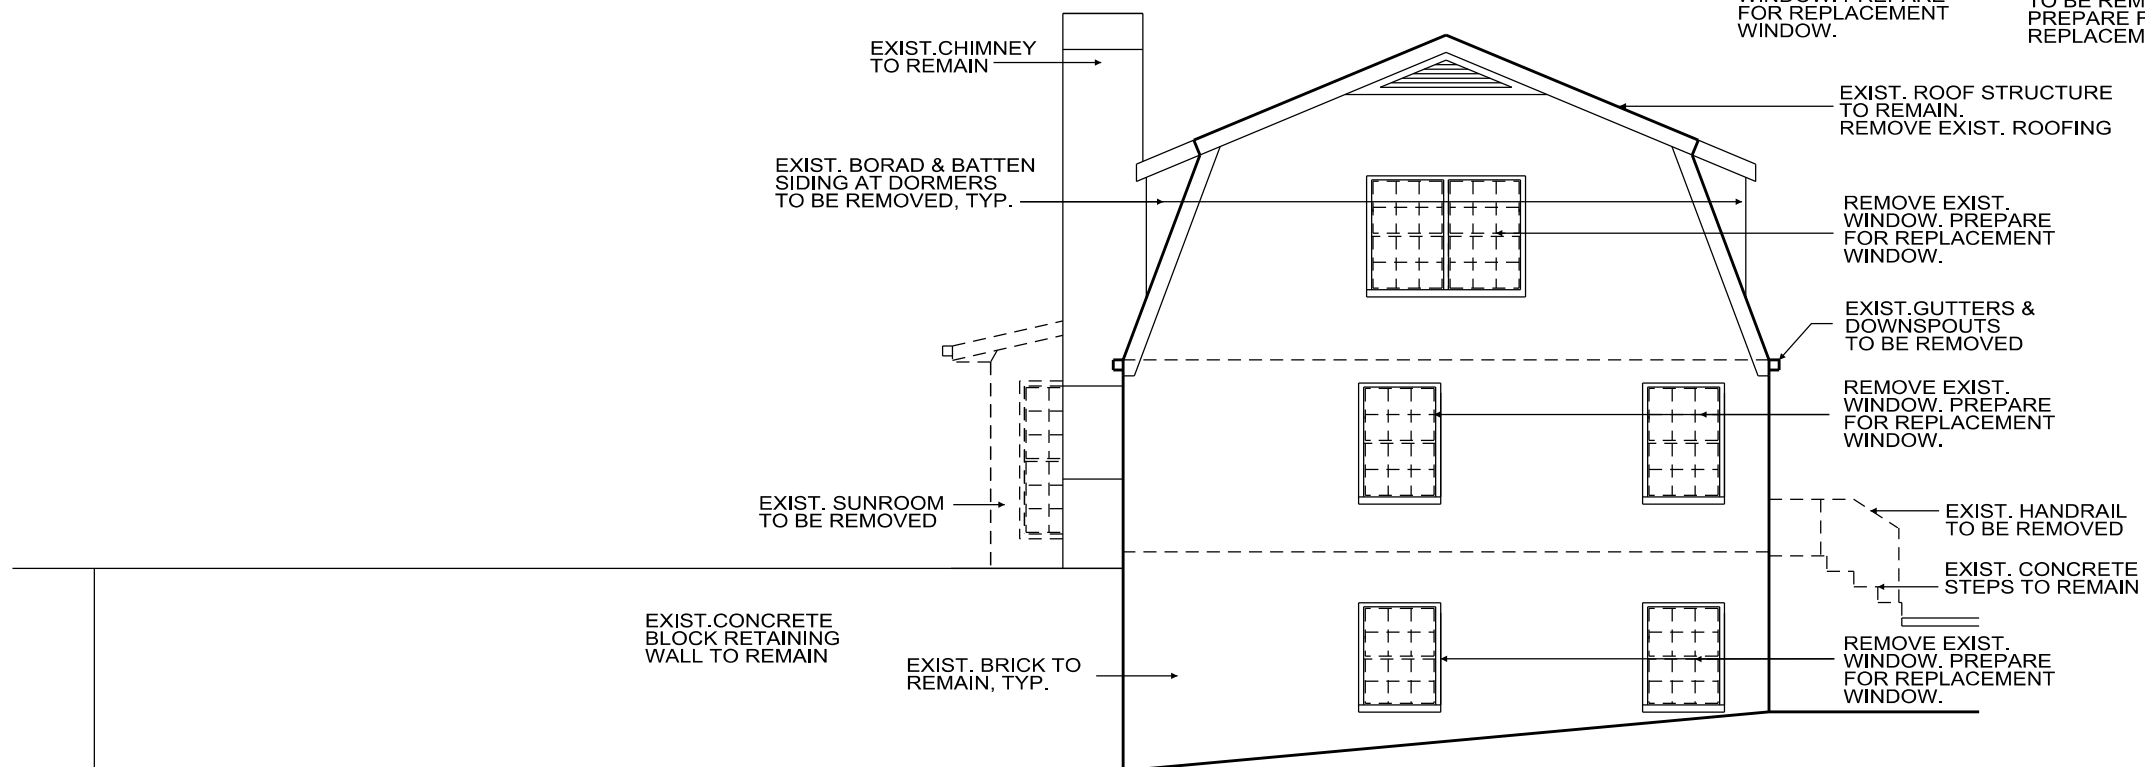 FOR REPLACEMENT
WINDOW.
PREPARE
EXIST.CHIMNEY
TO REMAIN
EXIST. ROOF STRUCTURE
TO REMAIN.
REMOVE EXIST. ROOFING
EXIST. BORAD & BATTEN
SIDING AT DORMERS
TO BE REMOVED, TYP.
REMOVE EXIST.
WINDOW. PREPARE
FOR REPLACEMENT
WINDOW.
EXIST.GUTTERS &
DOWNSPOUTS
TO BE REMOVED
REMOVE EXIST.
WINDOW. PREPARE
FOR REPLACEMENT
WINDOW.
EXIST. SUNROOM
TO BE REMOVED
EXIST. HANDRAIL
TO BE REMOVED
EXIST. CONCRETE
STEPS TO REMAIN
EXIST.CONCRETE
BLOCK RETAINING
WALL TO REMAIN
EXIST. BRICK TO
REMAIN, TYP.
REMOVE EXIST.
WINDOW. PREPARE
FOR REPLACEMENT
WINDOW.